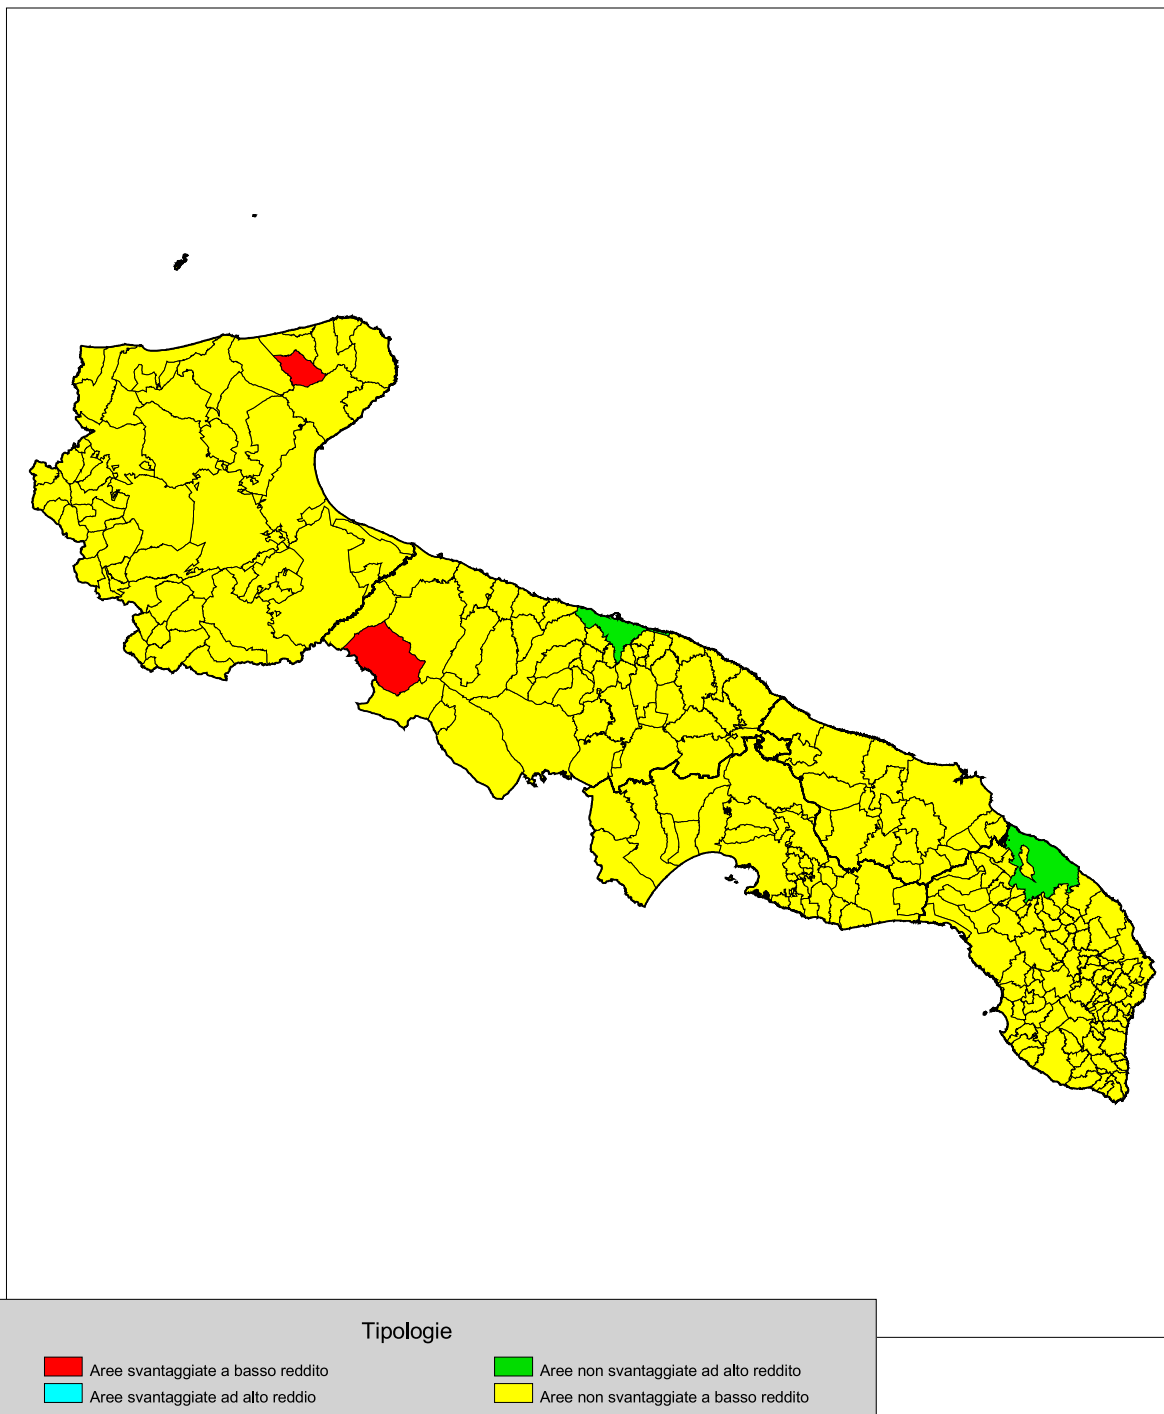 Tipologie
Aree svantaggiate a basso reddito
Aree non svantaggiate ad alto reddito
Aree svantaggiate ad alto reddio
Aree non svantaggiate a basso reddito